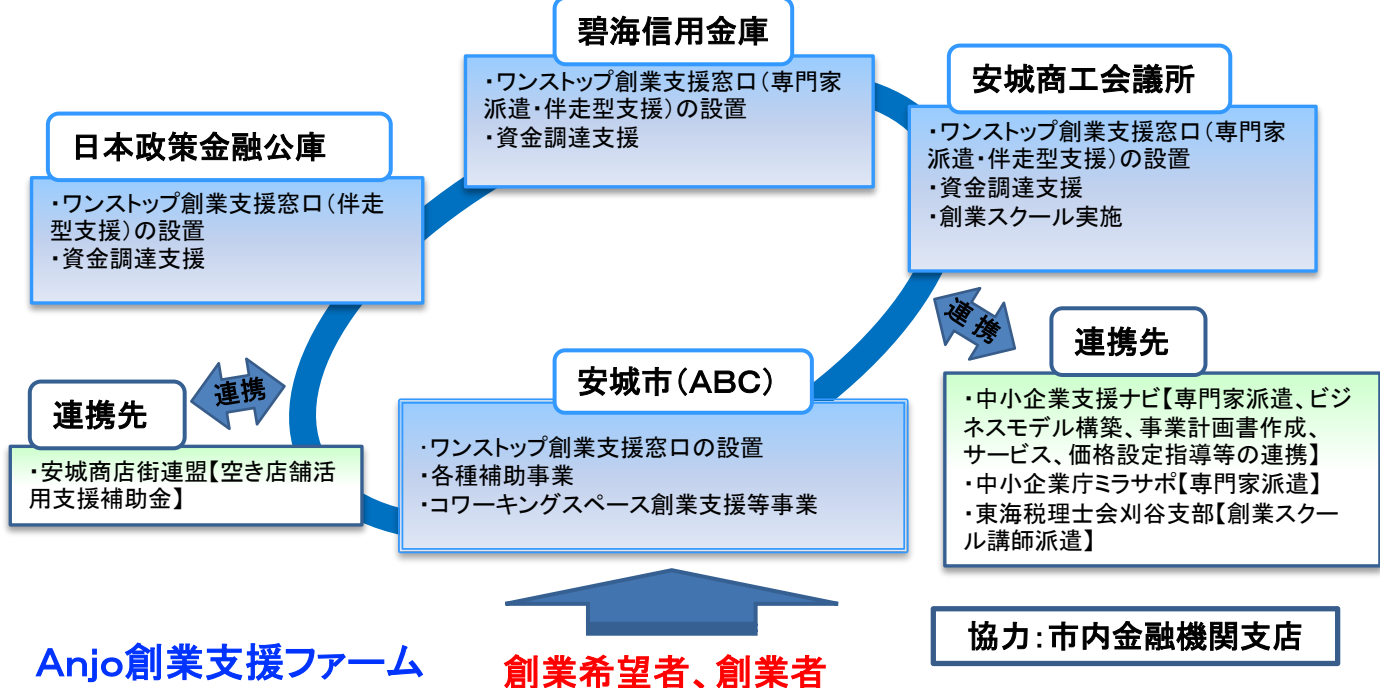 碧海信用金庫
・ワンストップ創業支援窓口（専門家
派遣・伴走型支援）の設置
・資金調達支援
安城商工会議所
・ワンストップ創業支援窓口（専門家
派遣・伴走型支援）の設置
・資金調達支援
・創業スクール実施
日本政策金融公庫
・ワンストップ創業支援窓口（伴走
型支援）の設置
・資金調達支援
連携
連携先
・中小企業支援ナビ【専門家派遣、ビジ
ネスモデル構築、事業計画書作成、
サービス、価格設定指導等の連携】
・中小企業庁ミラサポ【専門家派遣】
・東海税理士会刈谷支部【創業スクー
ル講師派遣】
連携
連携先
・安城商店街連盟【空き店舗活
用支援補助金】
安城市（ABC）
・ワンストップ創業支援窓口の設置
・各種補助事業
・コワーキングスペース創業支援等事業
協力：市内金融機関支店
Anjo創業支援ファーム
創業希望者、創業者